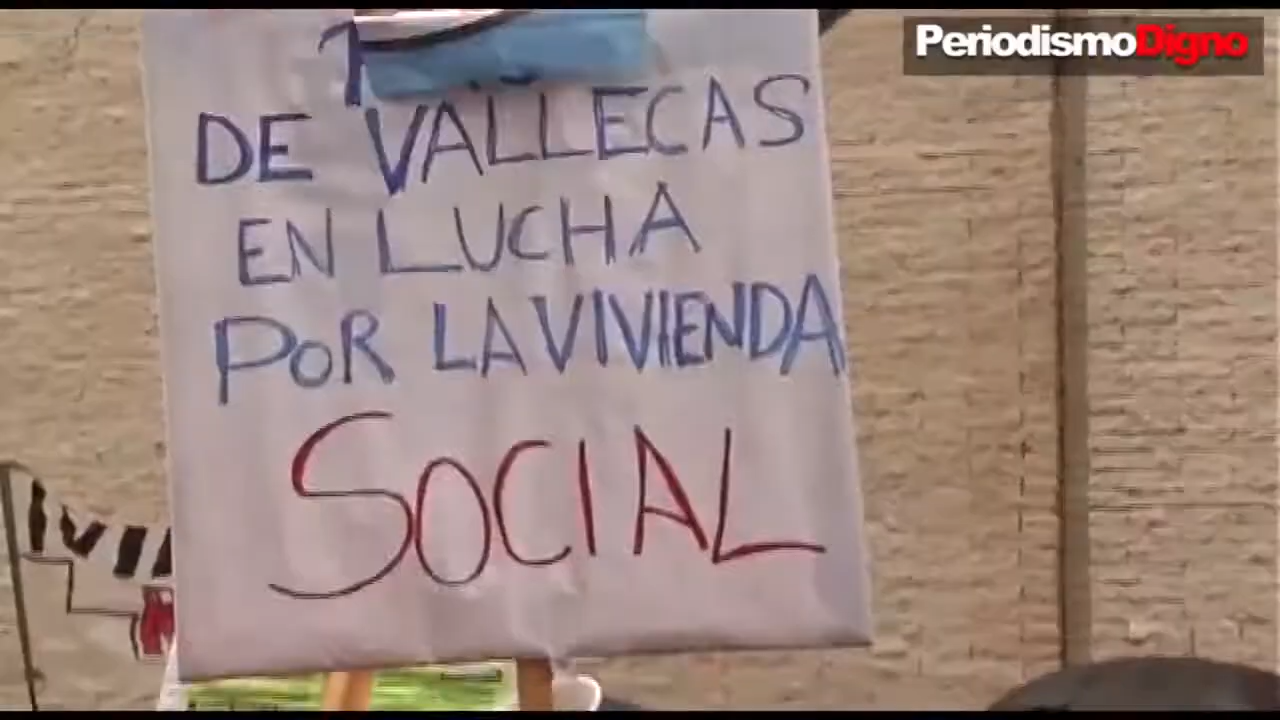 PeriodismoDigno
DE VALLECAS
EN LUCHA
POR LA VIVIENDA
SOCIAL